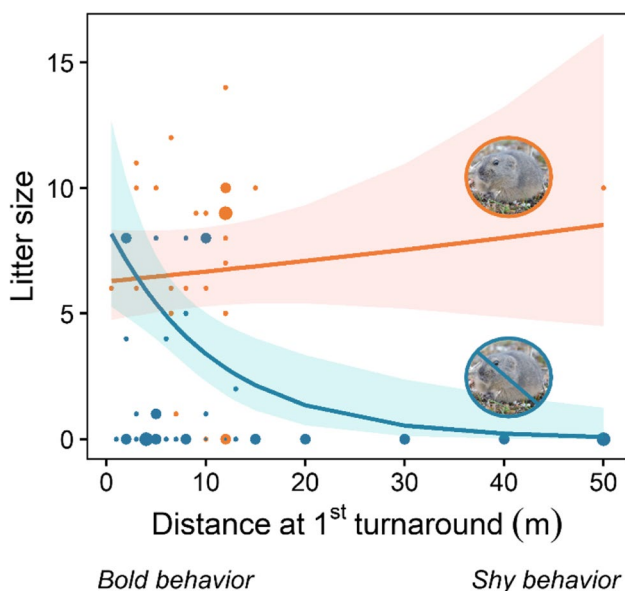 15
10
5
0
Litter size
0 10 20 30 40 50
Distance at 1st turnaround (m)
Bold behavior Shy behavior